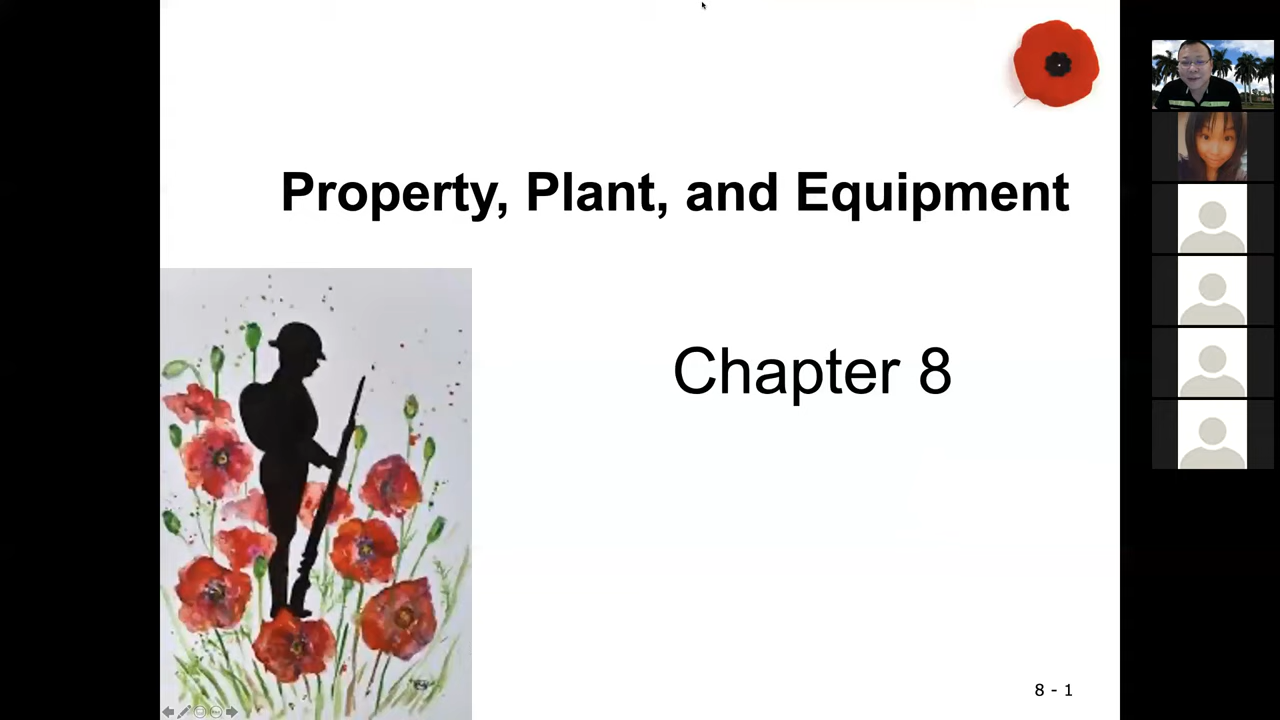 Property, Plant, and Equipment
Chapter 8
8 - 1